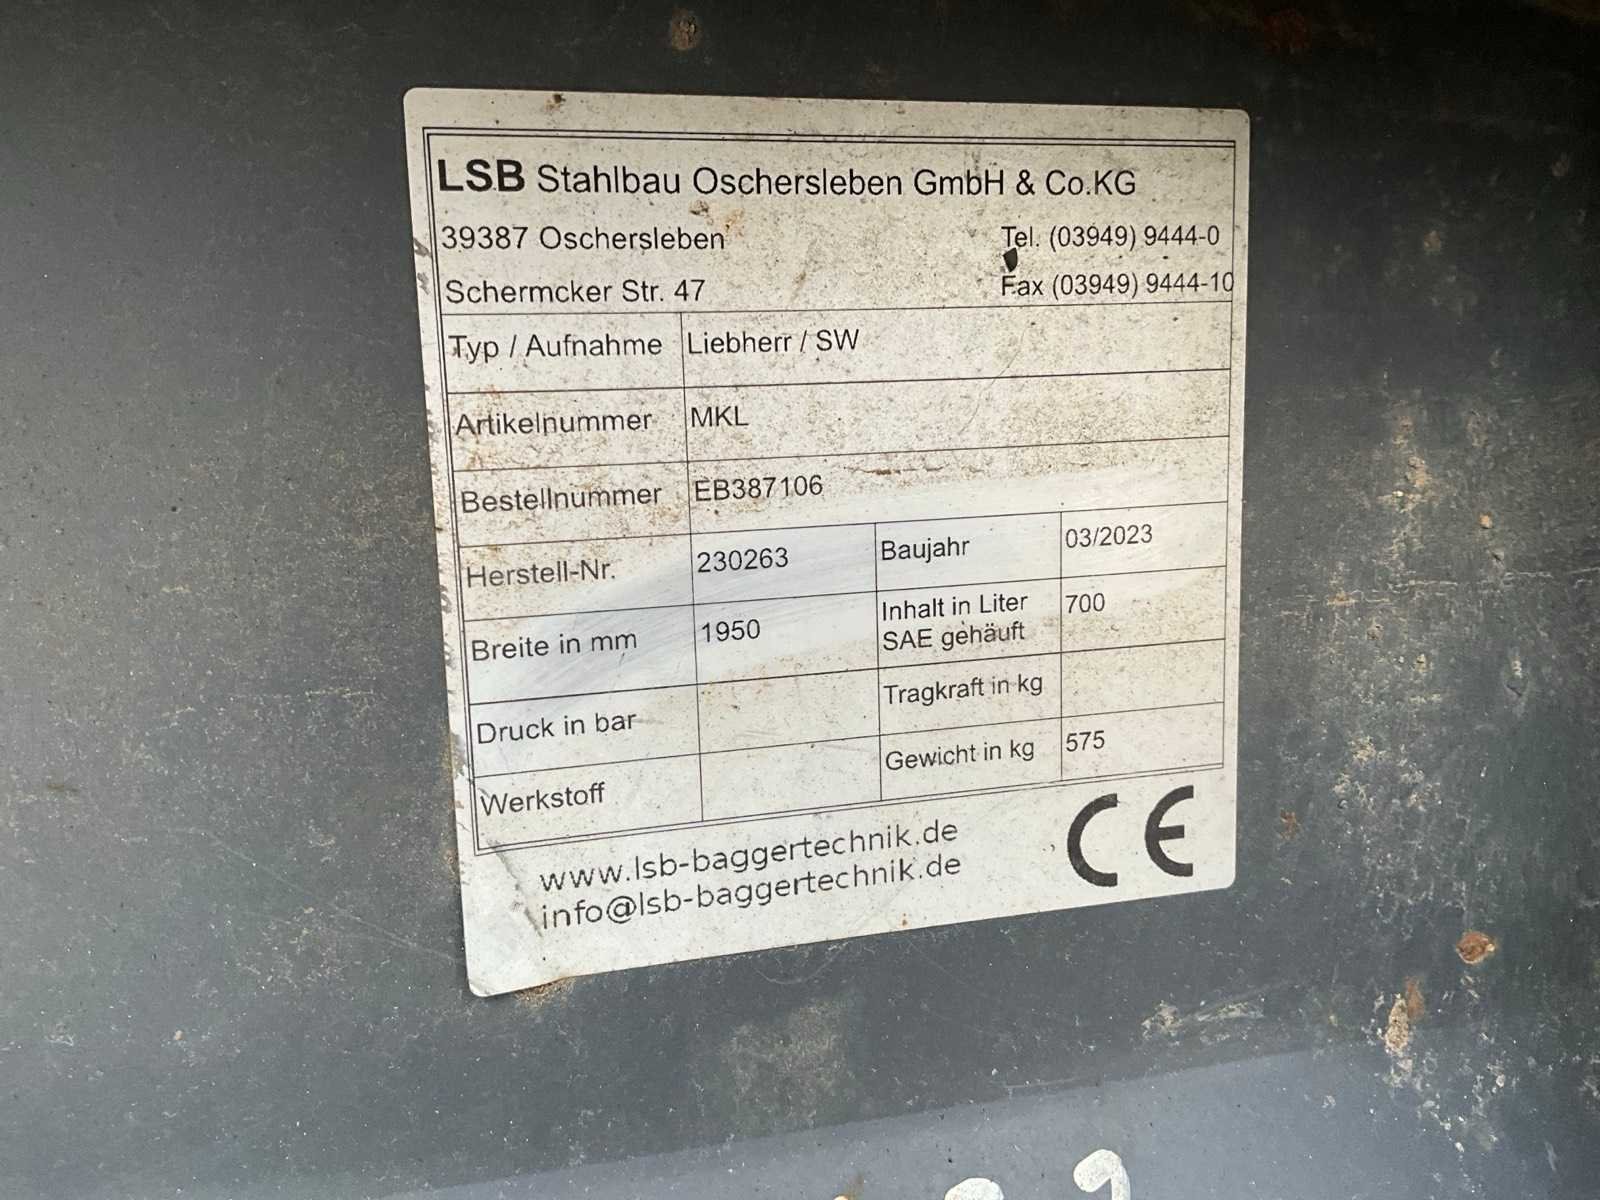 LSB Stahlbau Oschersleben GmbH & Co.KG
39387 Oschersleben Tel. (03949) 9444-0
Schermcker Str. 47 Fax (03949) 9444-10
Typ / Aufnahme Liebherr / SW
Artikelnummer MKL
Bestellnummer EB387106
Herstell-Nr. 230263 Baujahr 03/2023
Breite in mm 1950 Inhalt in Liter SAE gehäuft 700
Druck in bar Tragkraft in kg
Werkstoff Gewicht in kg 575
www.lsb-baggertechnik.de
info@lsb-baggertechnik.de
CE